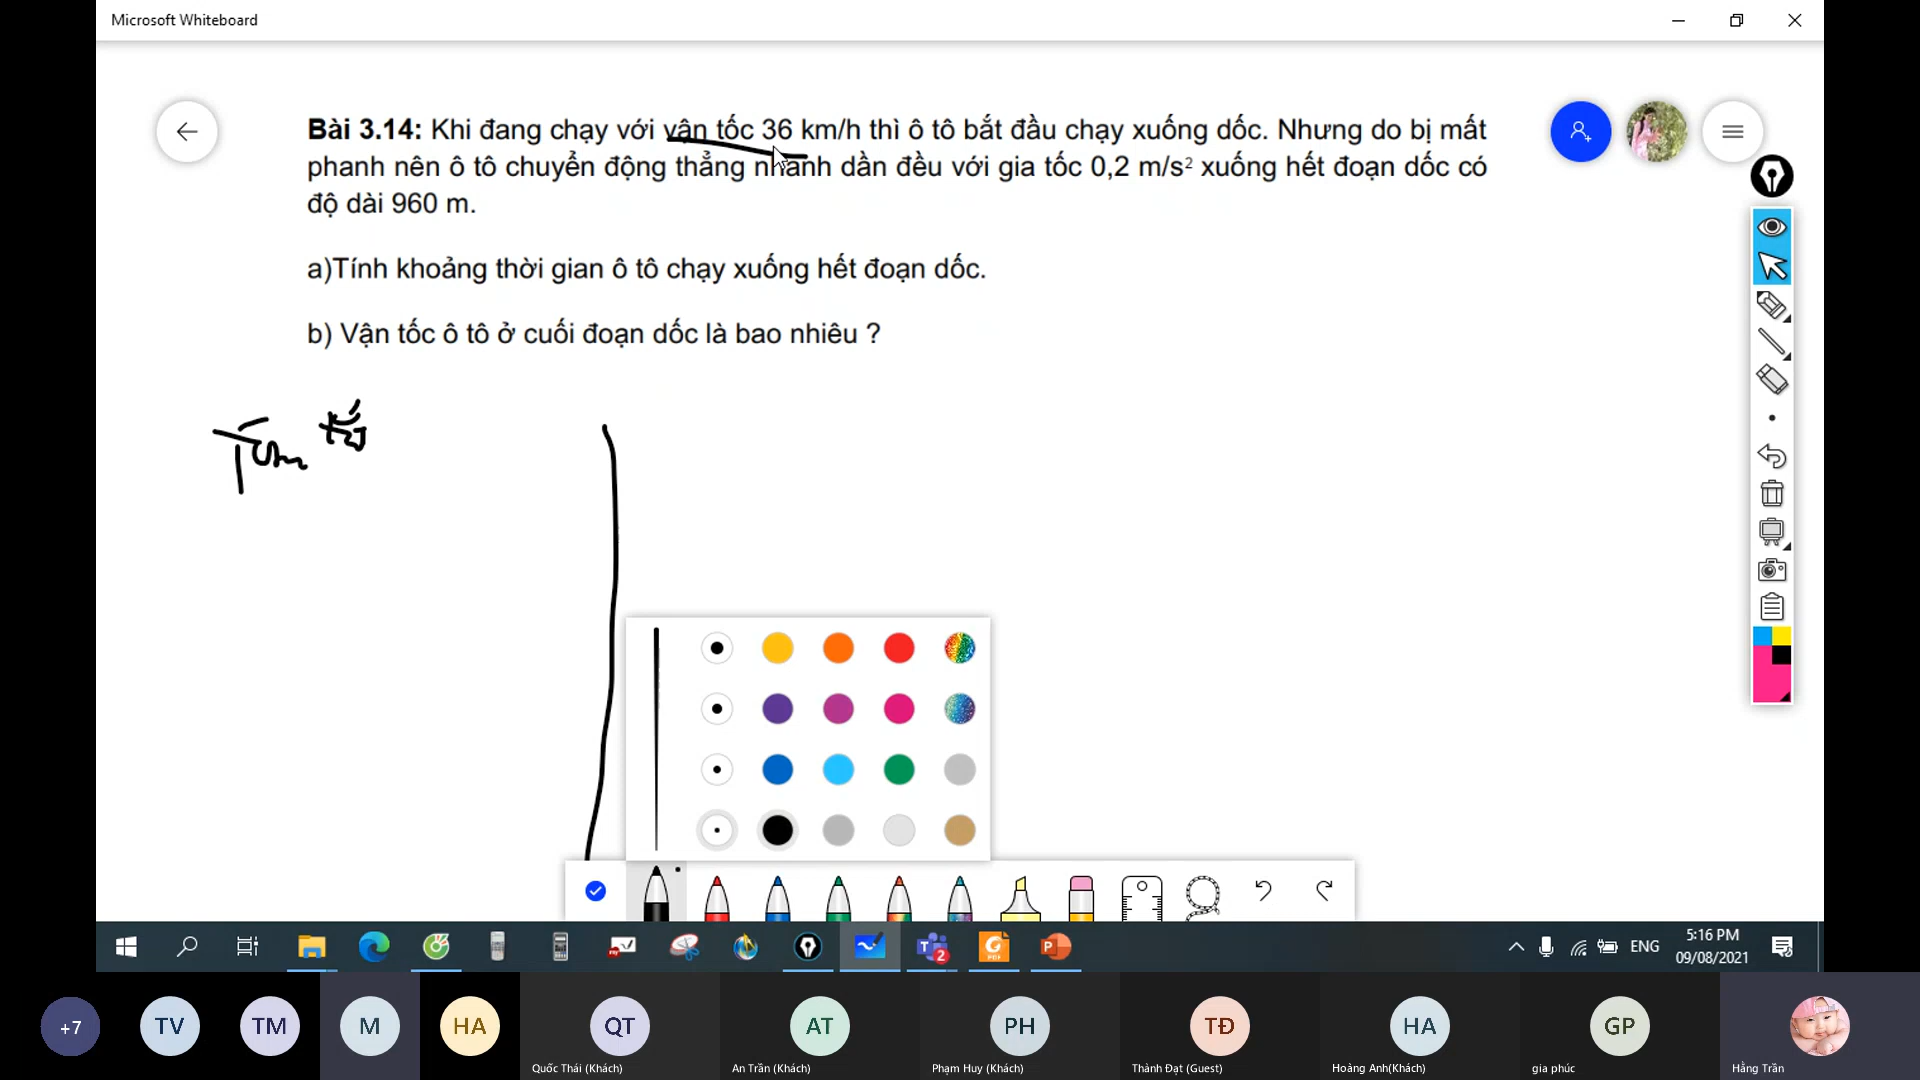 Microsoft Whiteboard
Bài 3.14: Khi đang chạy với vận tốc 36 km/h thì ô tô bắt đầu chạy xuống dốc. Nhưng do bị mất
phanh nên ô tô chuyển động thẳng nhanh dần đều với gia tốc 0,2 m/s² xuống hết đoạn dốc có
độ dài 960 m.
a)Tính khoảng thời gian ô tô chạy xuống hết đoạn dốc.
b) Vận tốc ô tô ở cuối đoạn dốc là bao nhiêu ?
ENG
5:16 PM
09/08/2021
2
+7
TV
TM
M
HA
QT
AT
PH
TĐ
HA
GP
Quốc Thái (Khách)
An Trần (Khách)
Phạm Huy (Khách)
Thành Đạt (Guest)
Hoàng Anh(Khách)
gia phúc
Hằng Trần